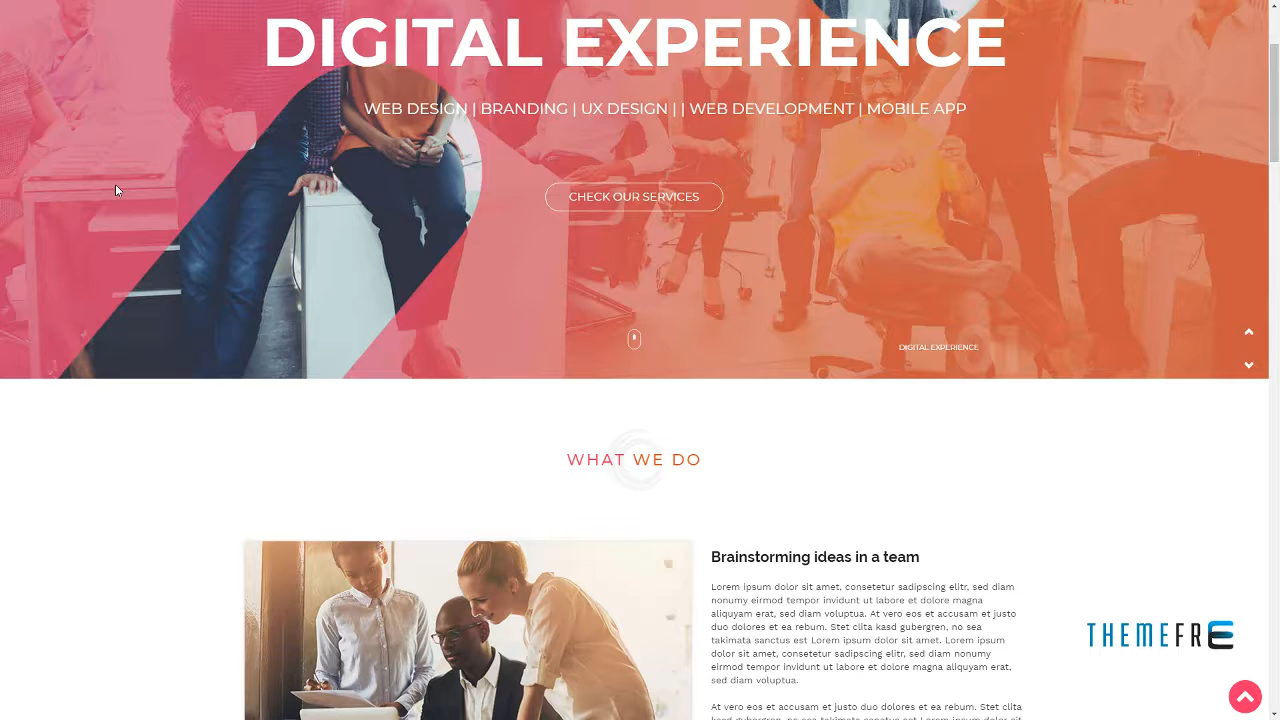 DIGITAL EXPERIENCE
WEB DESIGN | BRANDING | UX DESIGN | | WEB DEVELOPMENT | MOBILE APP
CHECK OUR SERVICES
DIGITAL EXPERIENCE
WHAT WE DO
Brainstorming ideas in a team
Lorem ipsum dolor sit amet, consetetur sadipscing elitr, sed diam
nonumy eirmod tempor invidunt ut labore et dolore magna
aliquyam erat, sed diam voluptua. At vero eos et accusam et justo
duo dolores et ea rebum. Stet clita kasd gubergren, no sea
takimata sanctus est Lorem ipsum dolor sit amet. Lorem ipsum
dolor sit amet, consetetur sadipscing elitr, sed diam nonumy
eirmod tempor invidunt ut labore et dolore magna aliquyam erat,
sed diam voluptua.
At vero eos et accusam et justo duo dolores et ea rebum. Stet clita
THEMEFRE